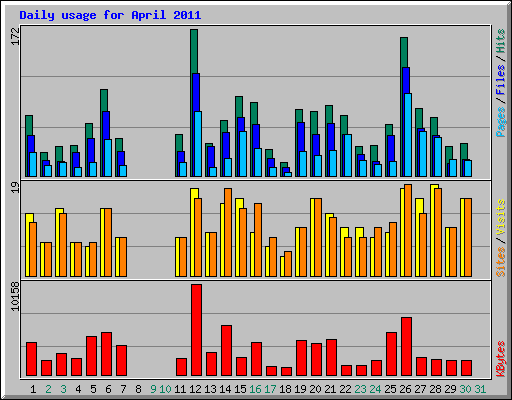 Daily usage for April 2011
172
Pages / Files / Hits
19
Sites / Visits
10158
KBytes
1 2 3 4 5 6 7 8 9 10 11 12 13 14 15 16 17 18 19 20 21 22 23 24 25 26 27 28 29 30 31